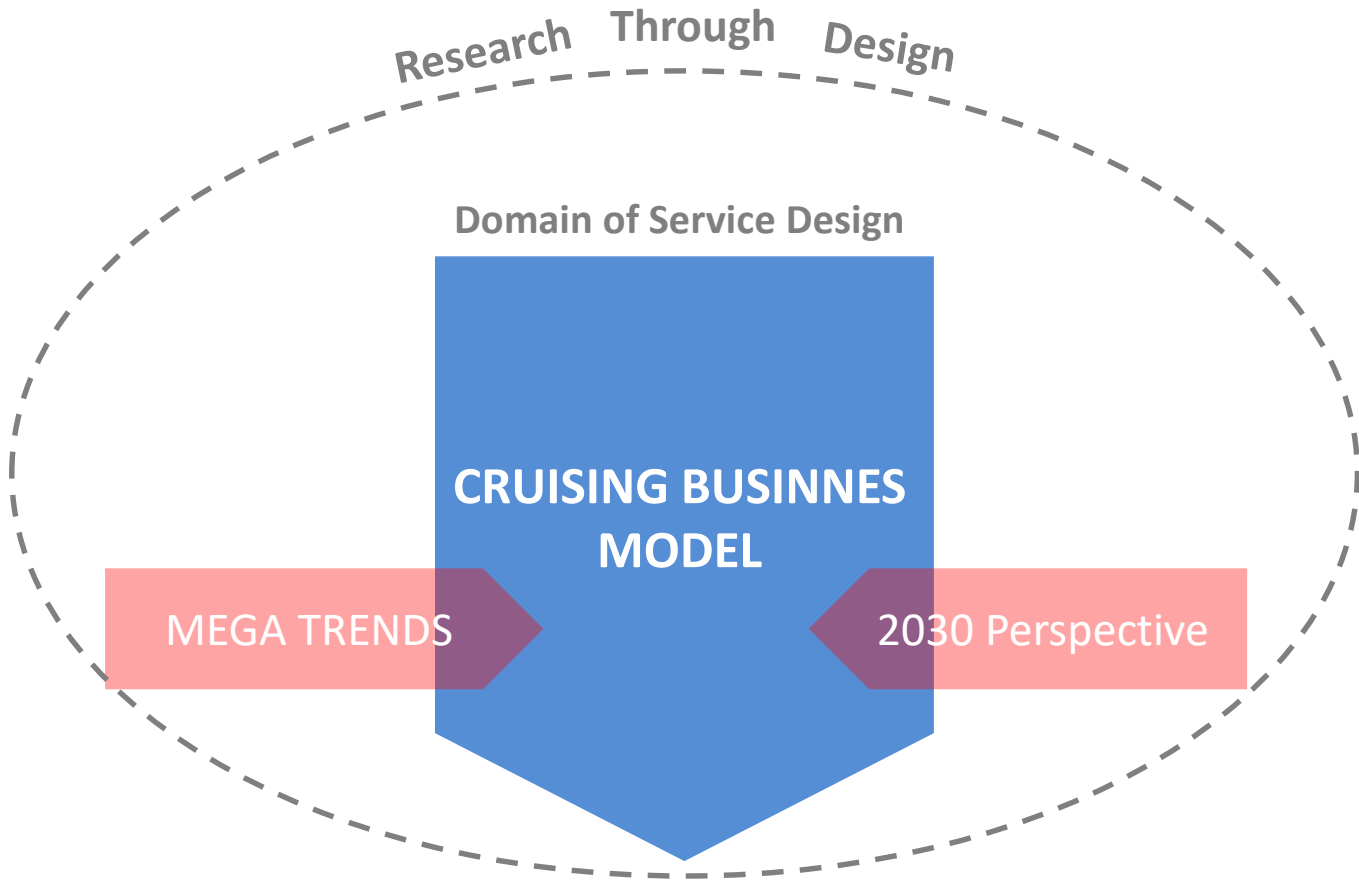 Research Through Design
Domain of Service Design
CRUISING BUSINNES
MODEL
MEGA TRENDS
2030 Perspective